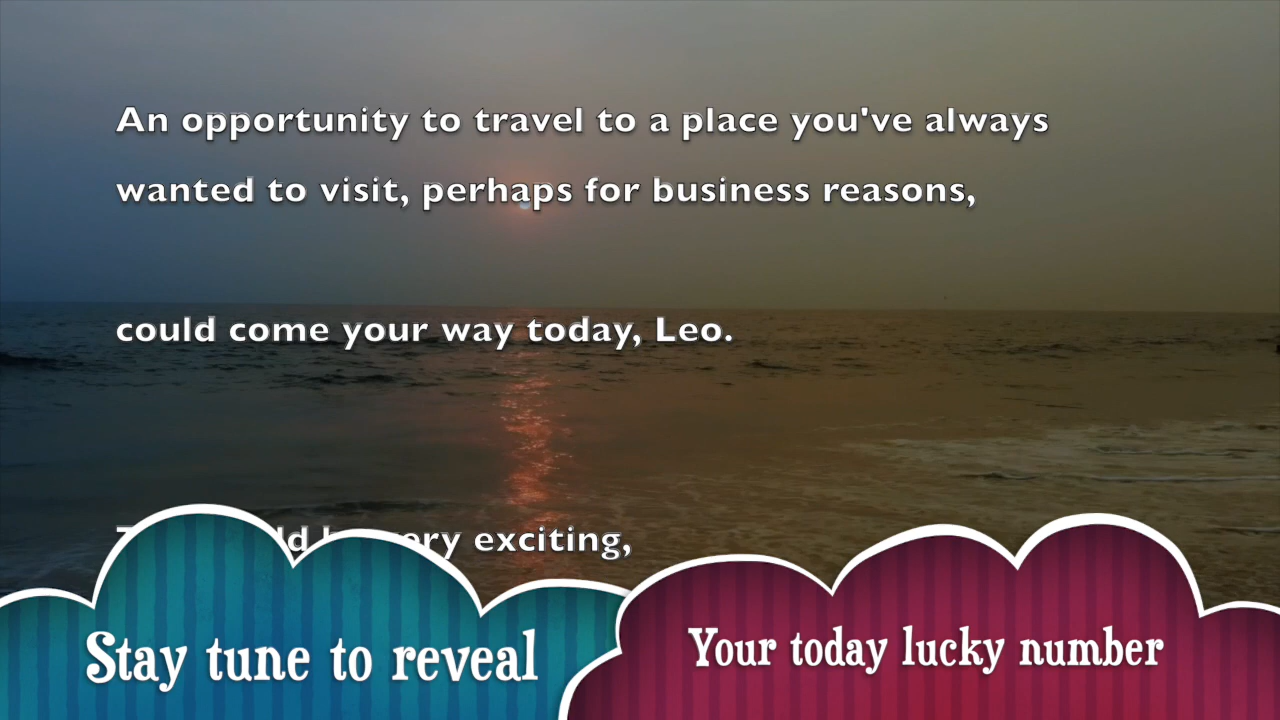 An opportunity to travel to a place you've always
wanted to visit, perhaps for business reasons,
could come your way today, Leo.
very exciting,
Stay tune to reveal
Your today lucky number